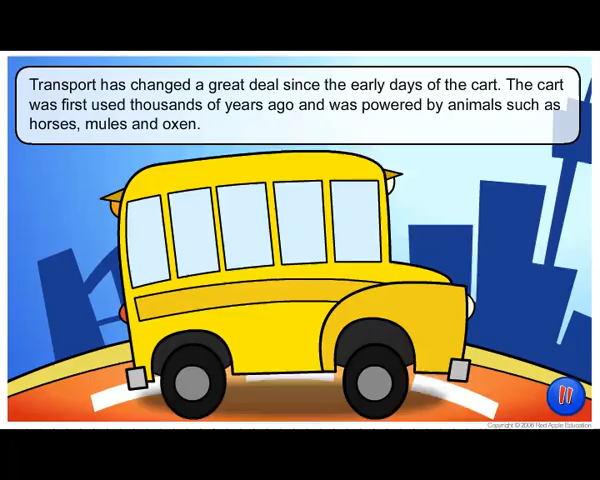 Transport has changed a great deal since the early days of the cart. The cart
was first used thousands of years ago and was powered by animals such as
horses, mules and oxen.
Copyright © 2006 Red Apple Education